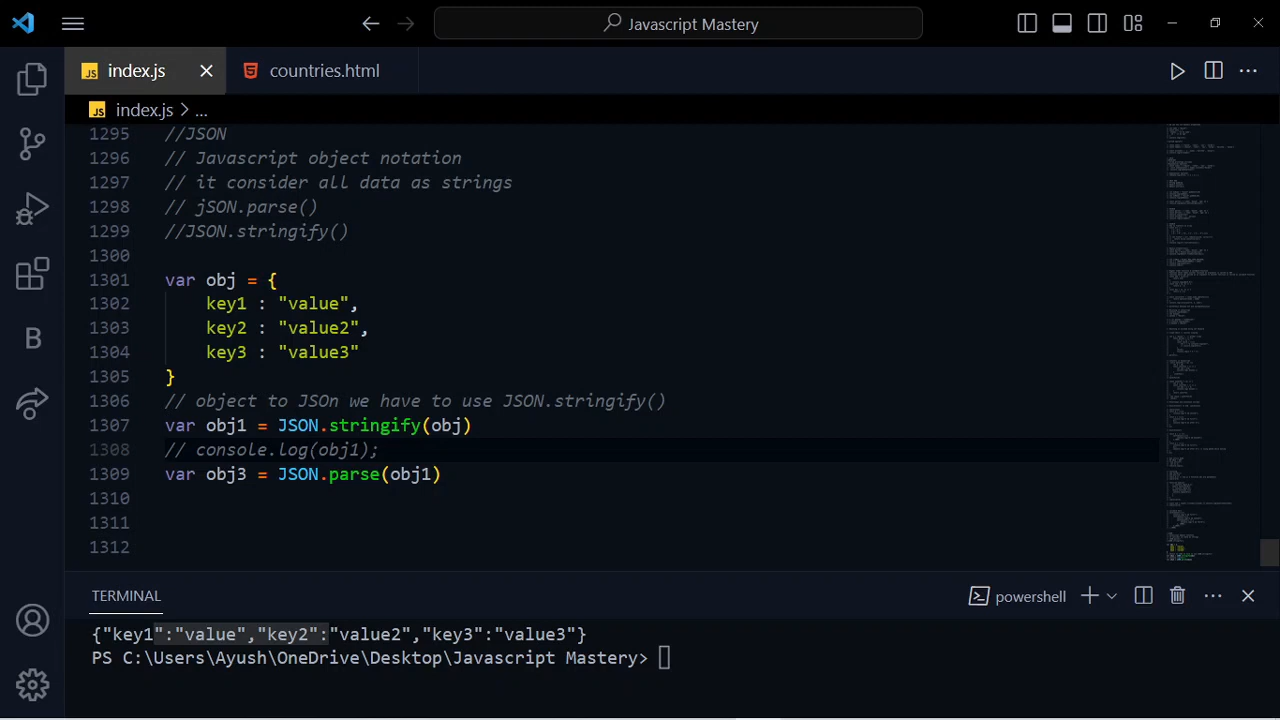 Javascript Mastery
JS index.js
countries.html
JS index.js > ...
1295 //JSON
1296 // Javascript object notation
1297 // it consider all data as strings
1298 // jSON.parse()
1299 //JSON.stringify()
1300
1301 var obj = {
1302 key1 : "value",
1303 key2 : "value2",
1304 key3 : "value3"
1305 }
1306 // object to JSOn we have to use JSON.stringify()
1307 var obj1 = JSON.stringify(obj)
1308 // console.log(obj1);
1309 var obj3 = JSON.parse(obj1)
1310
1311
1312
B
TERMINAL
powershell
{"key1":"value","key2":"value2","key3":"value3"}
PS C:\Users\Ayush\OneDrive\Desktop\Javascript Mastery>